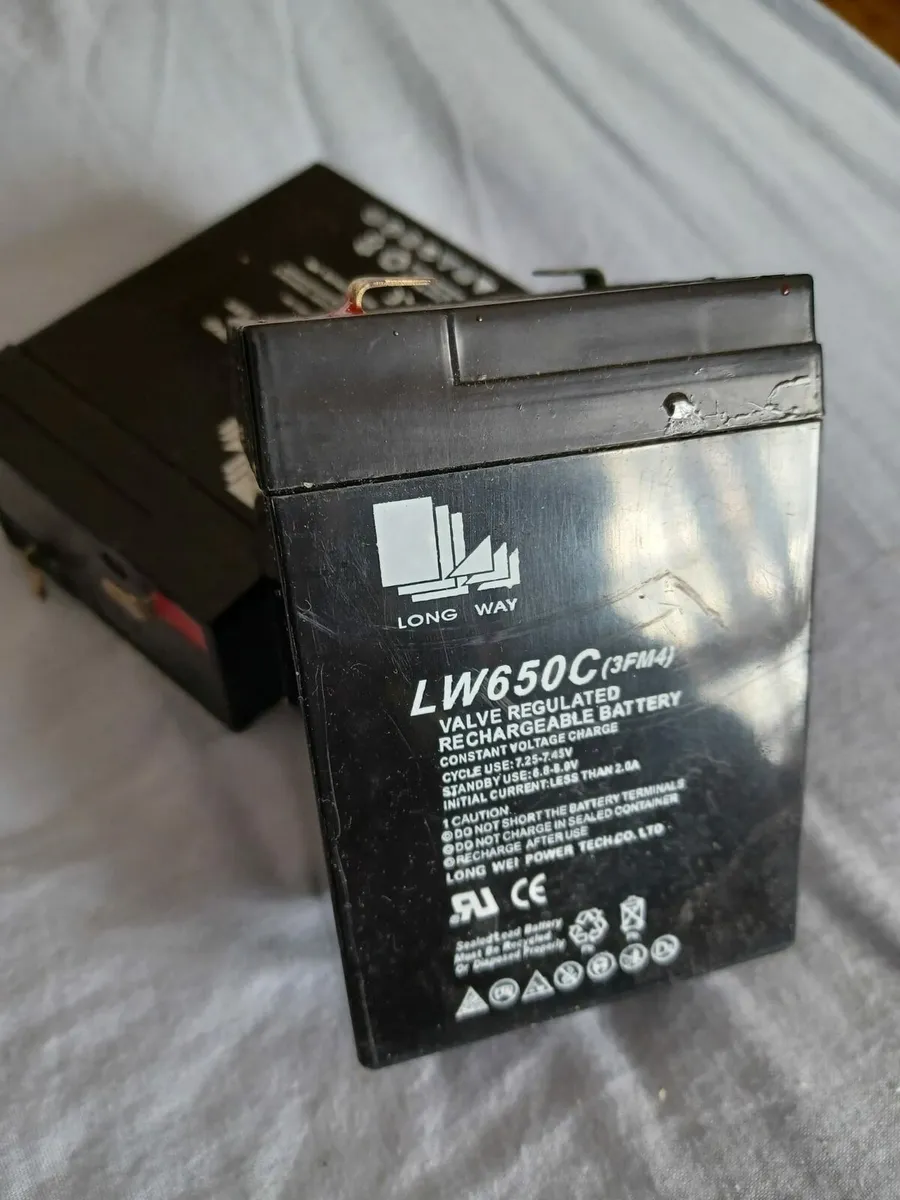 LONG WAY
LW650C(3FM4)
VALVE REGULATED
RECHARGEABLE BATTERY
CONSTANT VOLTAGE CHARGE
CYCLE USE:7.25-7.45V
STANDBY USE:6.8-6.9V
INITIAL CURRENT:LESS THAN 2.0A
1 CAUTION
DO NOT SHORT THE BATTERY TERMINALS
DO NOT CHARGE IN SEALED CONTAINER
RECHARGE AFTER USE
LONG WEI POWER TECH.CO. LTD
CE
Sealed Lead Battery
Must Be Recycled
Or Disposed Properly
Pb Pb